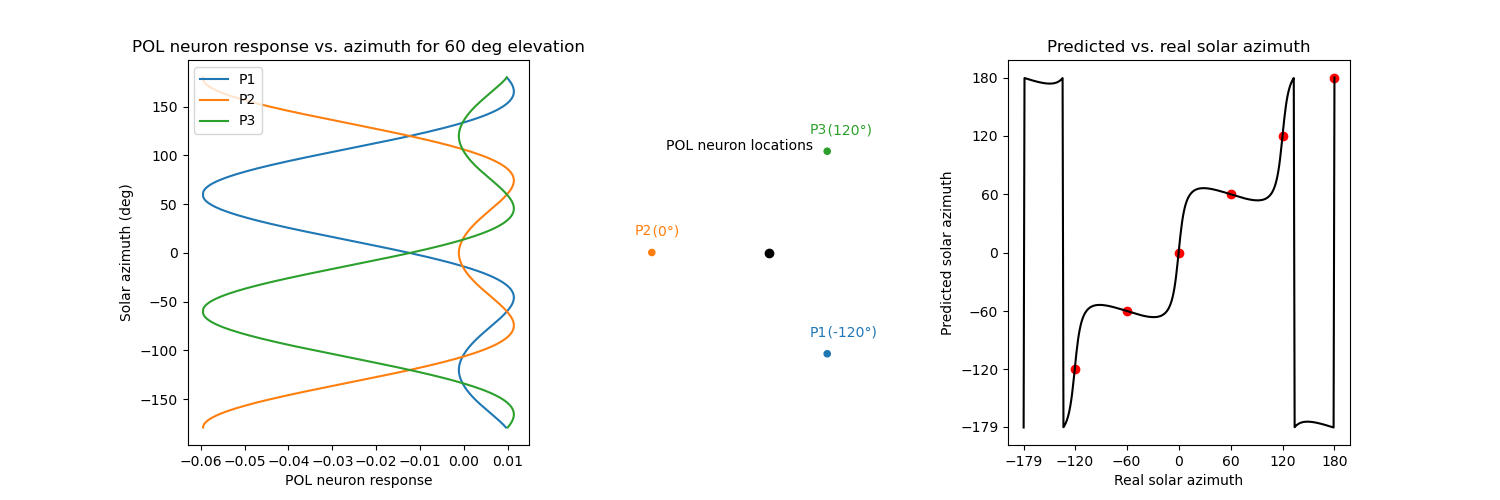 POL neuron response vs. azimuth for 60 deg elevation
P1
P2
P3
150
100
50
0
−50
−100
−150
Solar azimuth (deg)
−0.06 −0.05 −0.04 −0.03 −0.02 −0.01 0.00 0.01
POL neuron response
P3 (120°)
POL neuron locations
P2 (0°)
P1 (-120°)
Predicted vs. real solar azimuth
180
120
60
0
−60
−120
−179
Predicted solar azimuth
−179 −120 −60 0 60 120 180
Real solar azimuth